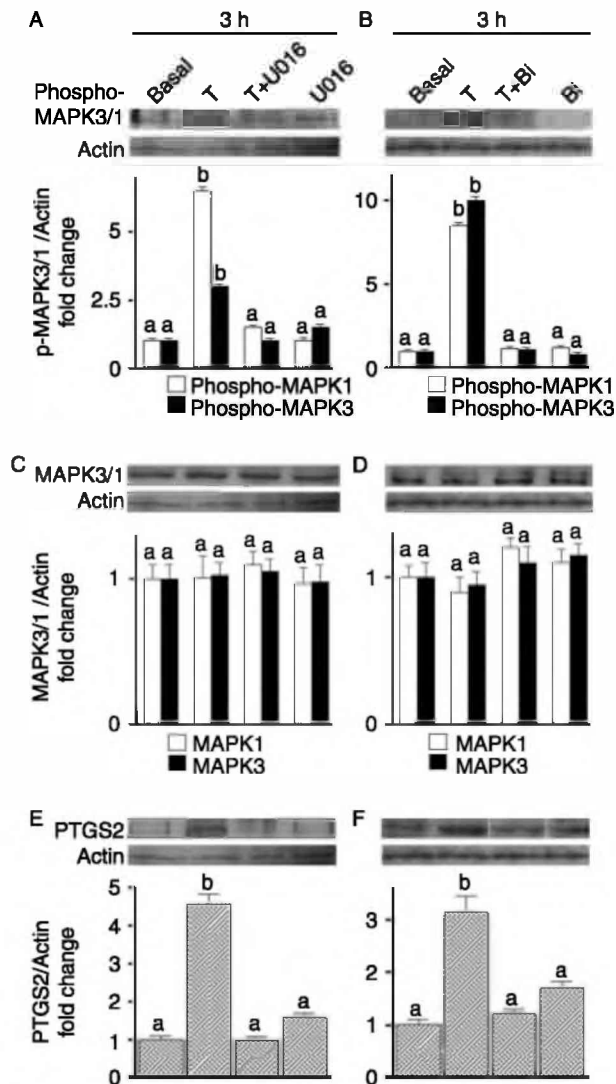 A 3 h B 3 h
Basal T T+U016 U016 Basal T T+Bi Bi
Phospho-
MAPK3/1
Actin
p-MAPK3/1/Actin
fold change
b
b
a a a a a a
5
2.5
1
0
b b
a a a a a a
10
5
1
0
Phospho-MAPK1 Phospho-MAPK1
Phospho-MAPK3 Phospho-MAPK3
C MAPK3/1 D
Actin
MAPK3/1/Actin
fold change
a a a a a a a a
1
0
a a a a a a a a
1
0
MAPK1 MAPK1
MAPK3 MAPK3
E PTGS2 F
Actin
PTGS2/Actin
fold change
5
4
3
2
1
0
a b a a
3
2
1
0
a b a a